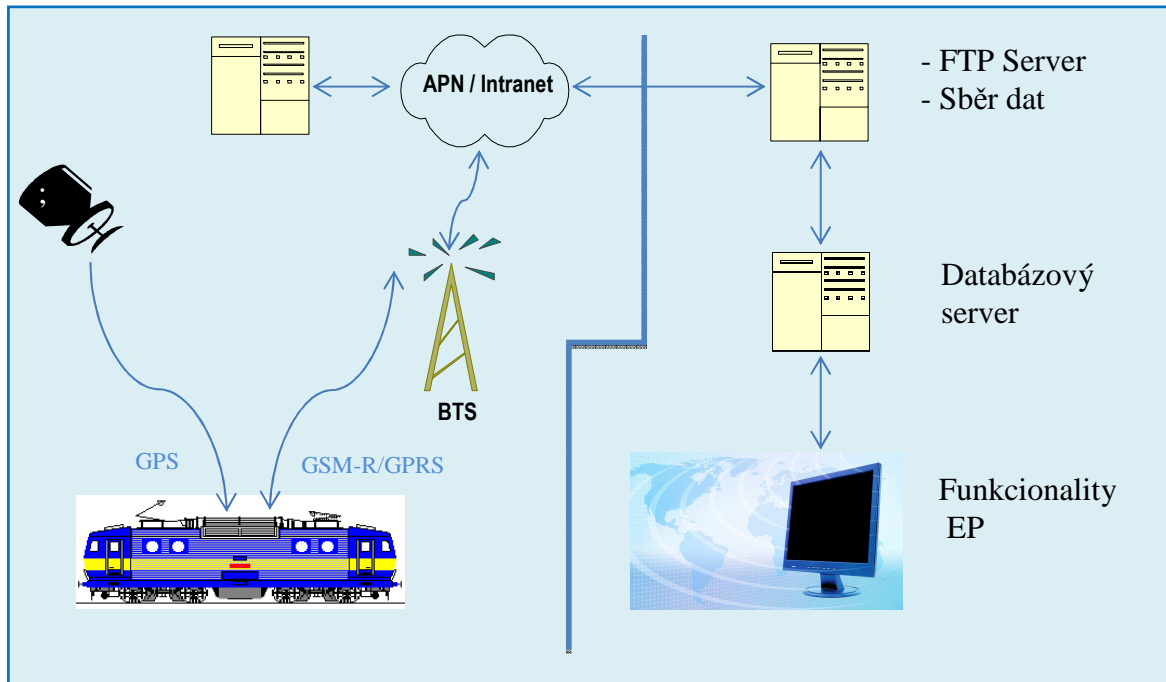 APN / Intranet
- FTP Server
- Sběr dat
Databázový
server
BTS
GPS
GSM-R/GPRS
Funkcionality
EP